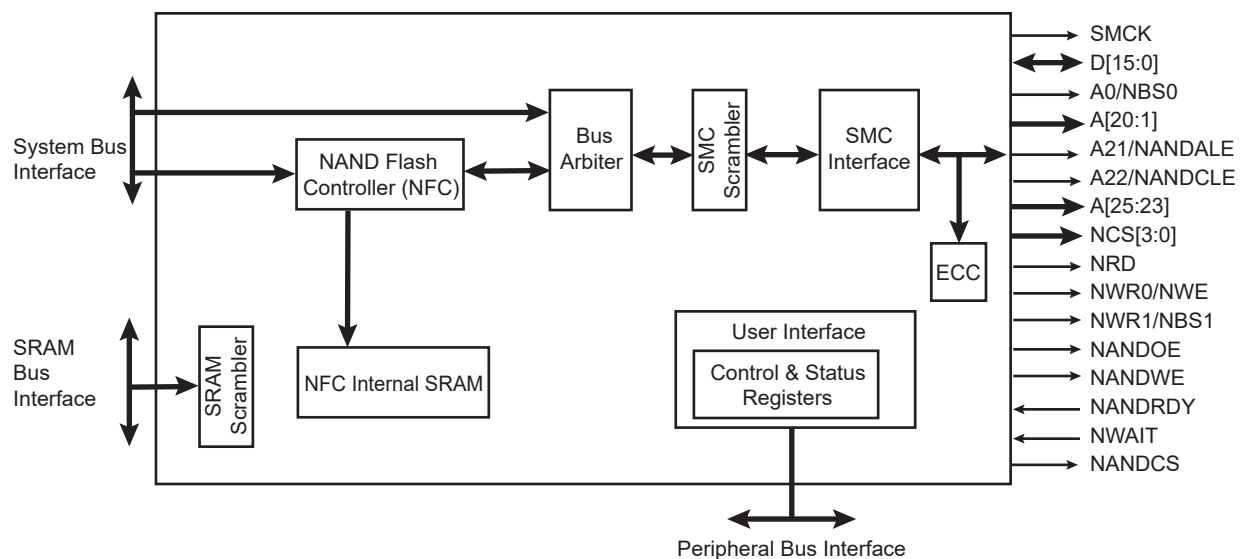 System Bus
Interface
NAND Flash
Controller (NFC)
Bus
Arbiter
SMC
Scrambler
SMC
Interface
ECC
SRAM
Bus
Interface
SRAM
Scrambler
NFC Internal SRAM
User Interface
Control & Status
Registers
Peripheral Bus Interface
SMCK
D[15:0]
A0/NBS0
A[20:1]
A21/NANDALE
A22/NANDCLE
A[25:23]
NCS[3:0]
NRD
NWR0/NWE
NWR1/NBS1
NANDOE
NANDWE
NANDRDY
NWAIT
NANDCS